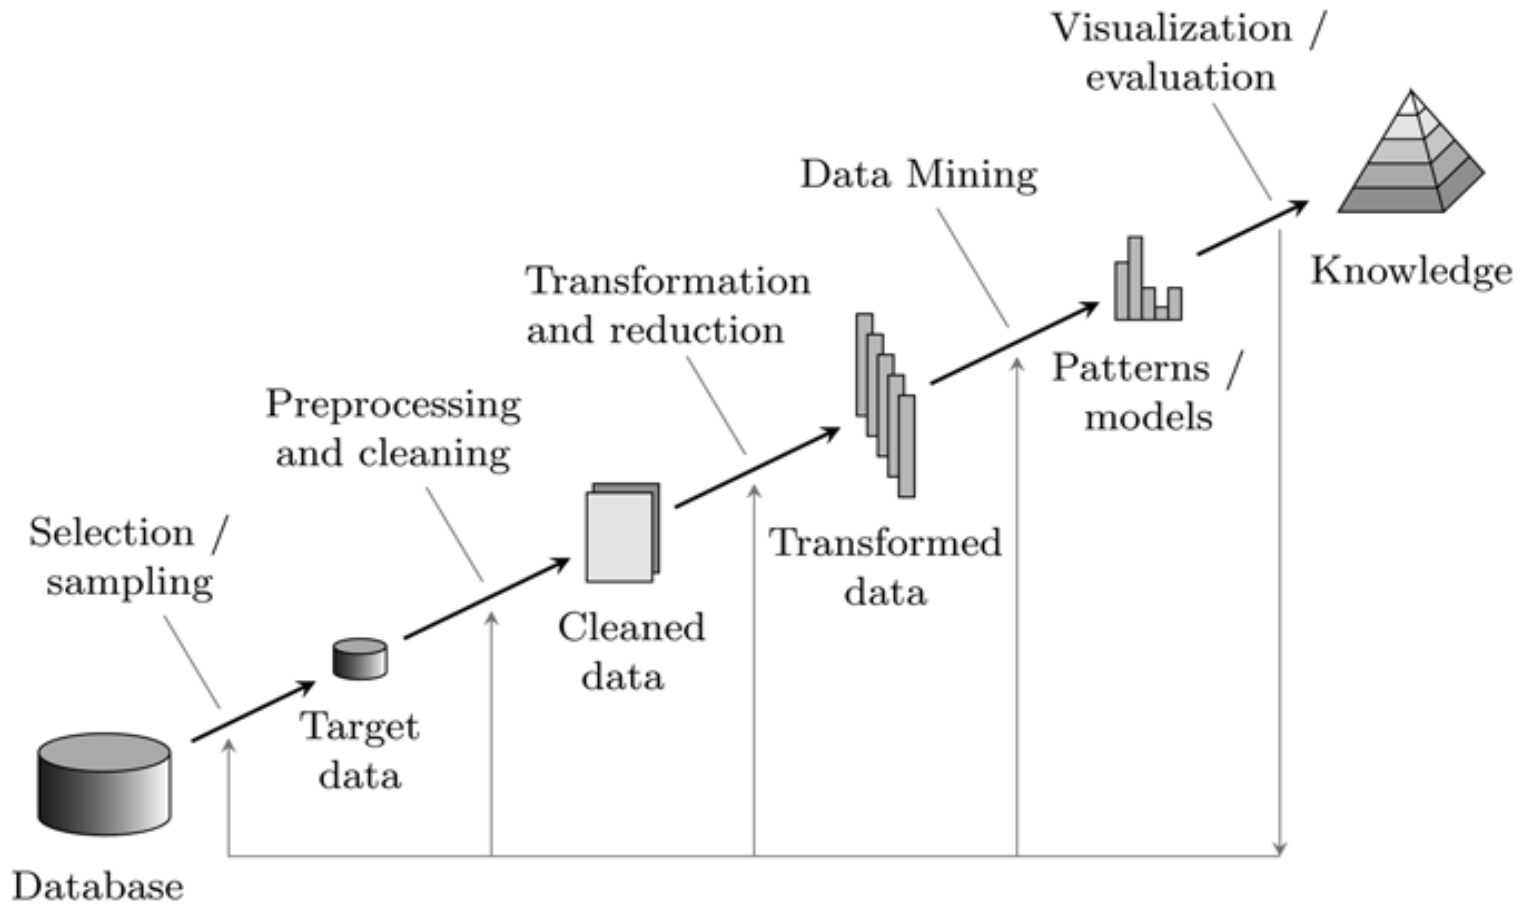 Visualization /
evaluation
Data Mining
Knowledge
Transformation
and reduction
Patterns /
models
Preprocessing
and cleaning
Transformed
data
Selection /
sampling
Cleaned
data
Target
data
Database